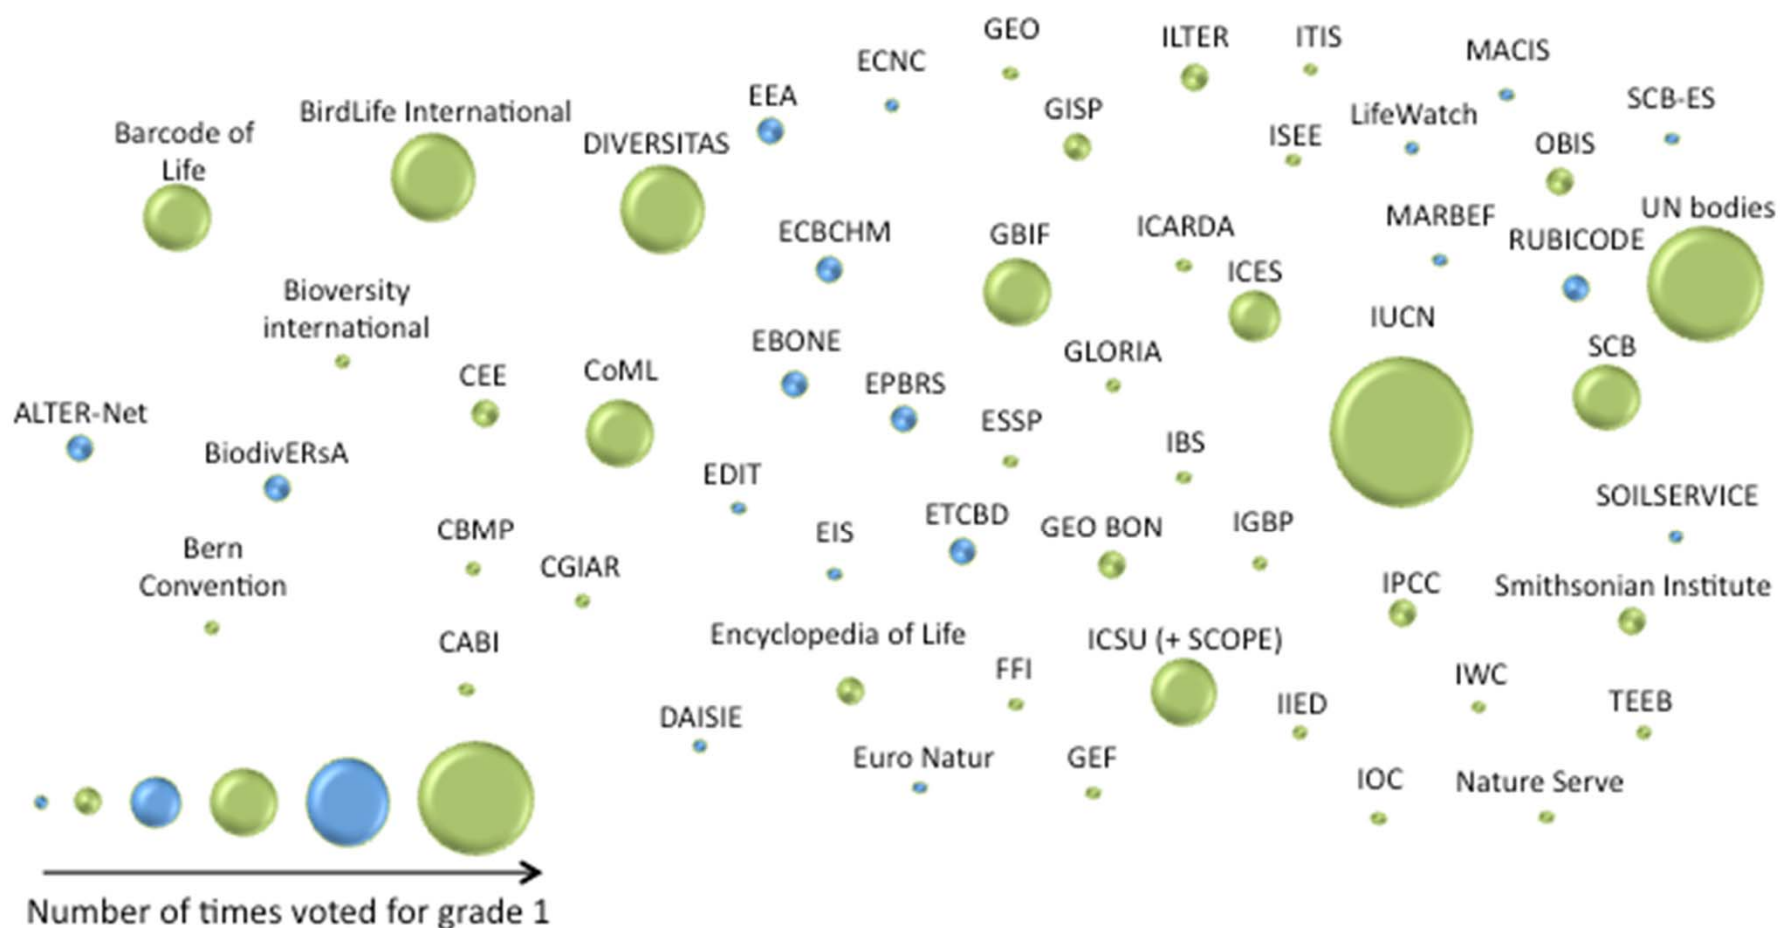 GEO
ILTER
ITIS
MACIS
ECNC
EEA
SCB-ES
BirdLife International
GISP
LifeWatch
Barcode of
Life
DIVERSITAS
ISEE
OBIS
UN bodies
MARBEF
ICARDA
ECBCHM
GBIF
RUBICODE
ICES
Bioversity
international
IUCN
EBONE
GLORIA
SCB
CEE
CoML
EPBRS
ALTER-Net
ESSP
BiodivERsA
IBS
EDIT
SOILSERVICE
ETCBD
IGBP
GEO BON
CBMP
EIS
Bern
Convention
CGIAR
IPCC
Smithsonian Institute
Encyclopedia of Life
ICSU (+ SCOPE)
CABI
FFI
IWC
IIED
TEEB
DAISIE
Euro Natur
GEF
IOC
Nature Serve
Number of times voted for grade 1